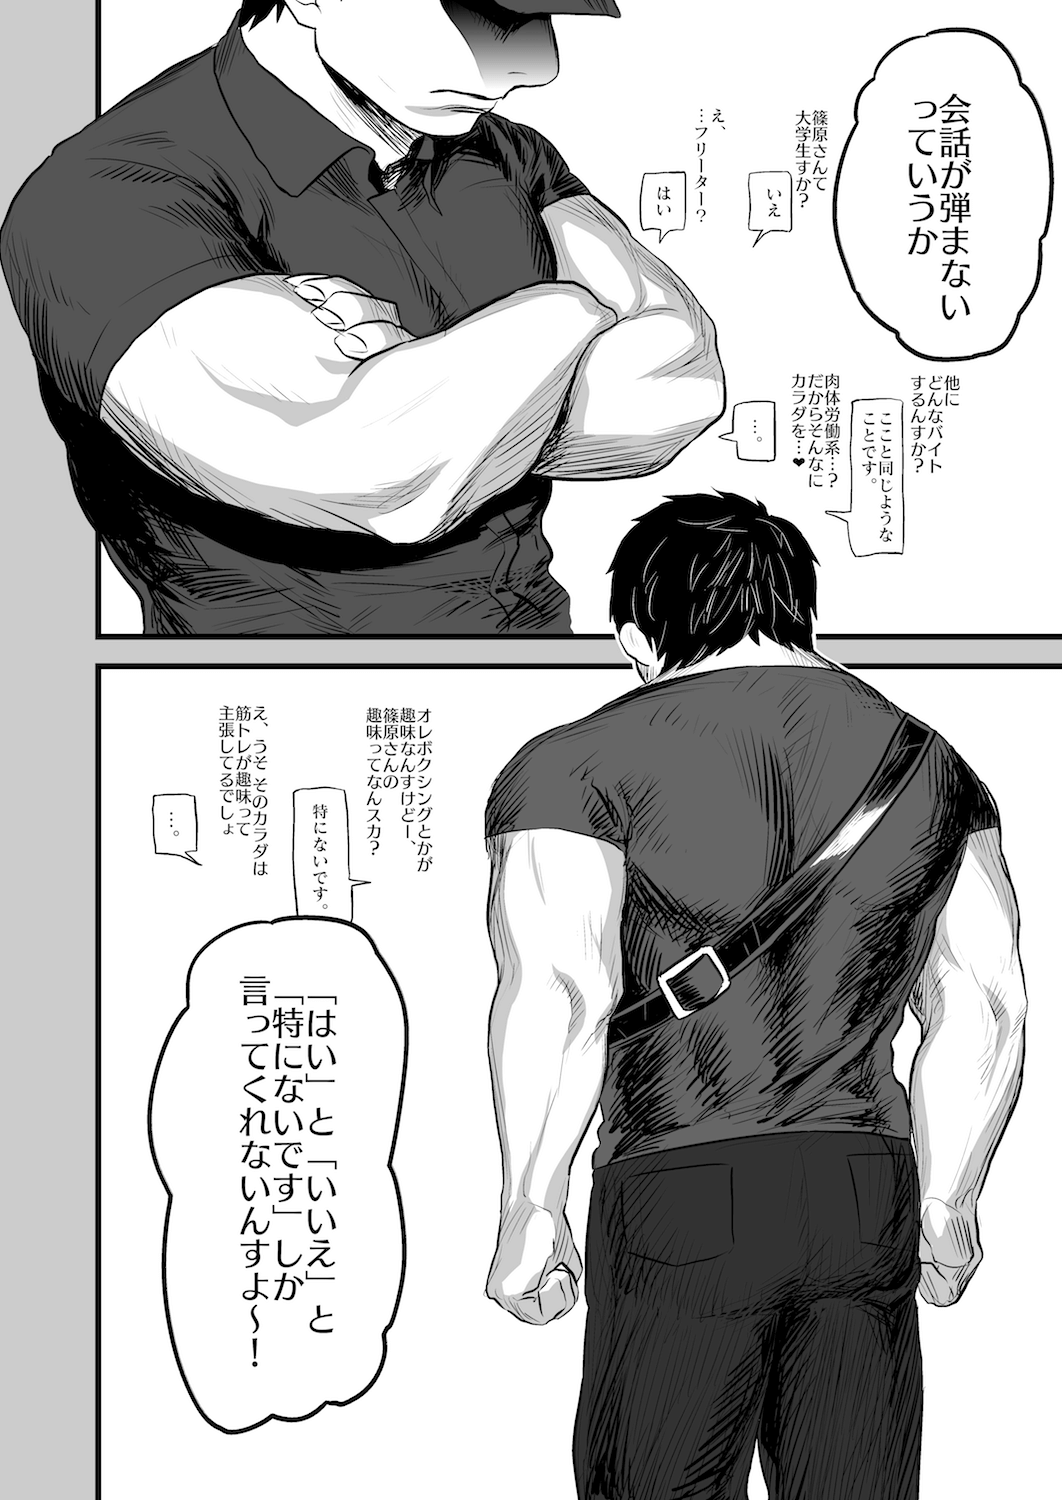 会話が弾まない
っていうか
篠原さんて
大学生すか?
いえ
え、
…フリーター?
はい
他に
どんなバイト
するんすか?
ここと同じような
ことです。
肉体労働系…?
だからそんなに
カラダを…❤
…。
オレボクシングとかが
趣味なんすけどー、
篠原さんの
趣味ってなんスカ?
特にないです。
え、うそ そのカラダは
筋トレが趣味って
主張してるでしょ
…。
「はい」と「いいえ」と
「特にないです」しか
言ってくれないんすよ～!